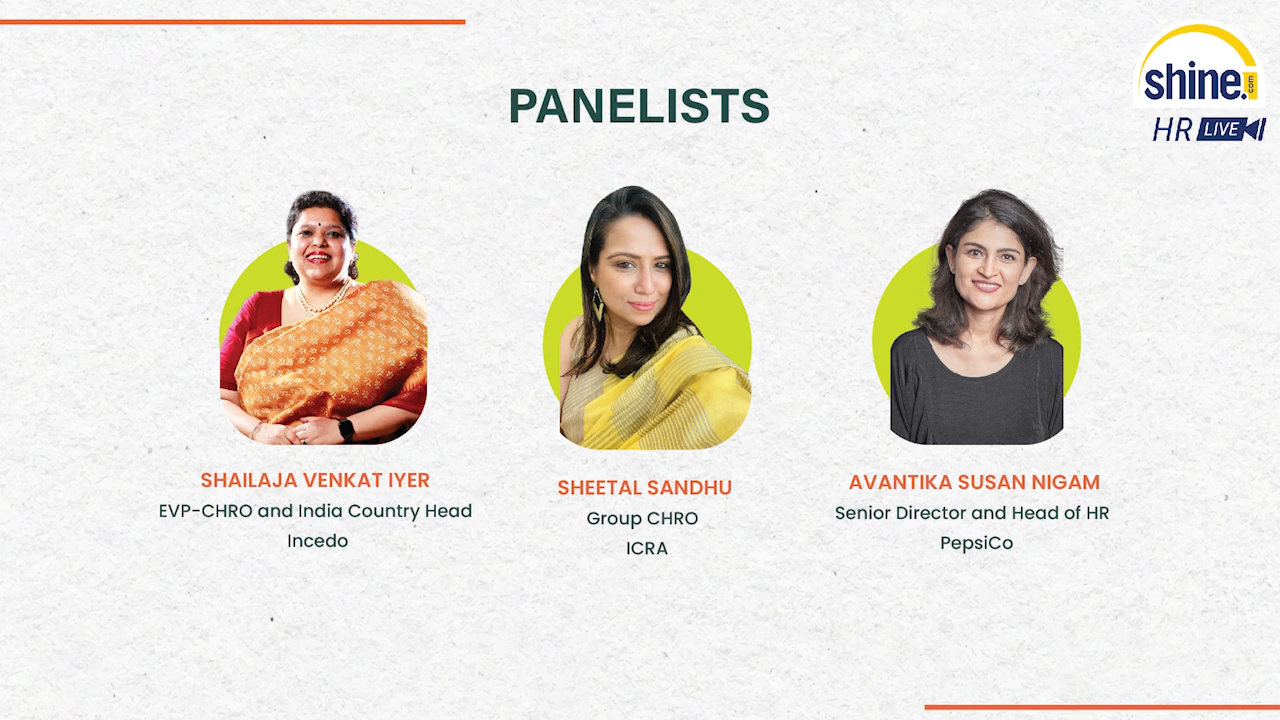 shine.com
HR LIVE
PANELISTS
SHAILAJA VENKAT IYER
EVP-CHRO and India Country Head
Incedo
SHEETAL SANDHU
Group CHRO
ICRA
AVANTIKA SUSAN NIGAM
Senior Director and Head of HR
PepsiCo